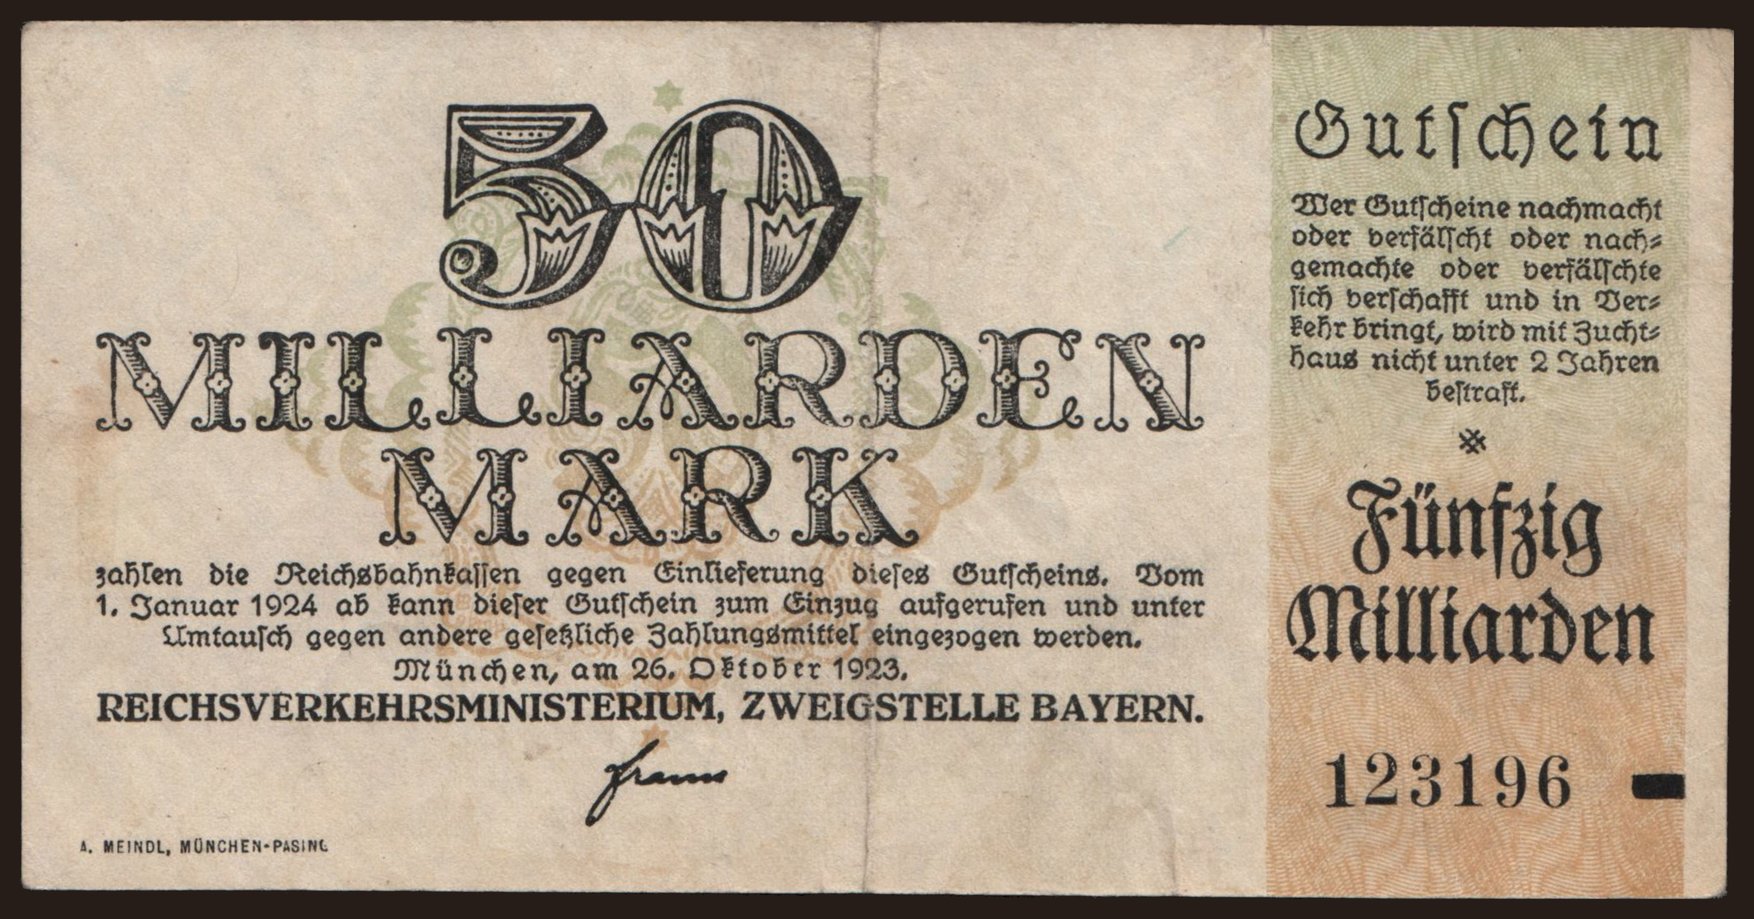 50
MILLIARDEN
MARK
zahlen die Reichsbahnkassen gegen Einlieferung dieses Gutscheins. Vom
1. Januar 1924 ab kann dieser Gutschein zum Einzug aufgerufen und unter
Umtausch gegen andere gesetzliche Zahlungsmittel eingezogen werden.
München, am 26. Oktober 1923.
REICHSVERKEHRSMINISTERIUM, ZWEIGSTELLE BAYERN.
A. MEINDL, MÜNCHEN-PASING
Gutschein
Wer Gutscheine nachmacht
oder verfälscht oder nach⸗
gemachte oder verfälschte
sich verschafft und in Ver⸗
kehr bringt, wird mit Zucht⸗
haus nicht unter 2 Jahren
bestraft.
Fünfzig
Milliarden
123196